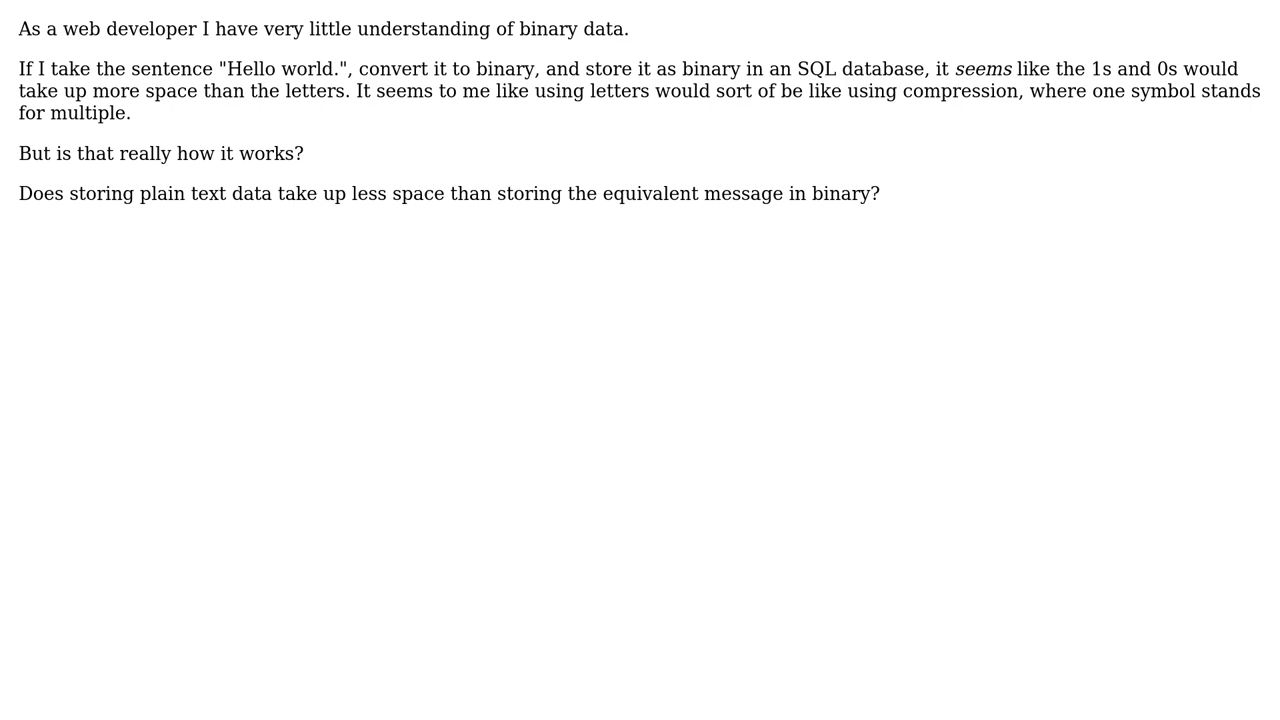 As a web developer I have very little understanding of binary data.
If I take the sentence "Hello world.", convert it to binary, and store it as binary in an SQL database, it seems like the 1s and 0s would
take up more space than the letters. It seems to me like using letters would sort of be like using compression, where one symbol stands
for multiple.
But is that really how it works?
Does storing plain text data take up less space than storing the equivalent message in binary?